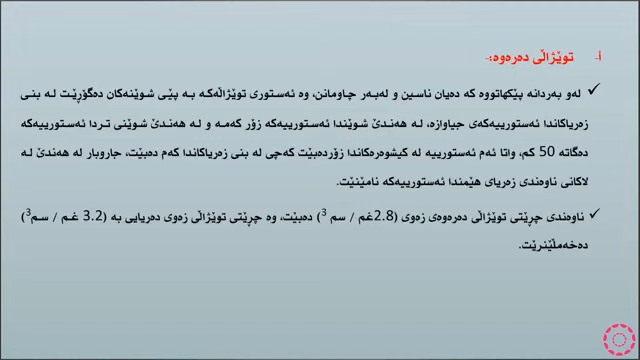 أ- توێژاڵی دەرەوە:-
✓ لەو بەردانە پێکهاتووە کە دەیان ناسین و لەبەر چاومانن، وە ئەستوری توێژاڵەکە بە پێی شوێنەکان دەگۆڕێت لە بنی
زەریاکاندا ئەستورییەکەی جیاوازە، لە هەندێ شوێندا ئەستورییەکە زۆر کەمە و لە هەندێ شوێنی تردا ئەستورییەکە
دەگاتە 50 کم، واتا ئەم ئەستورییە لە کیشوەرەکاندا زۆردەبێت کەچی لە بنی زەریاکاندا کەم دەبێت، جاروبار لە هەندێ لە
لاکانی ناوەندی زەریای هێمندا ئەستورییەکە نامێنێت.
✓ ناوەندی چڕێتی توێژاڵی دەرەوەی زەوی (2.8غم / سم 3) دەبێت، وە چڕێتی توێژاڵی زەوی دەریایی بە (3.2 غم / سم3)
دەخەمڵێنرێت.